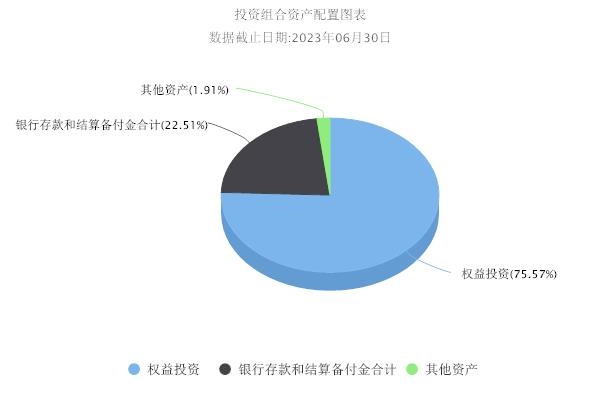 投资组合资产配置图表
数据截止日期:2023年06月30日
其他资产(1.91%)
银行存款和结算备付金合计(22.51%)
权益投资(75.57%)
权益投资 银行存款和结算备付金合计 其他资产